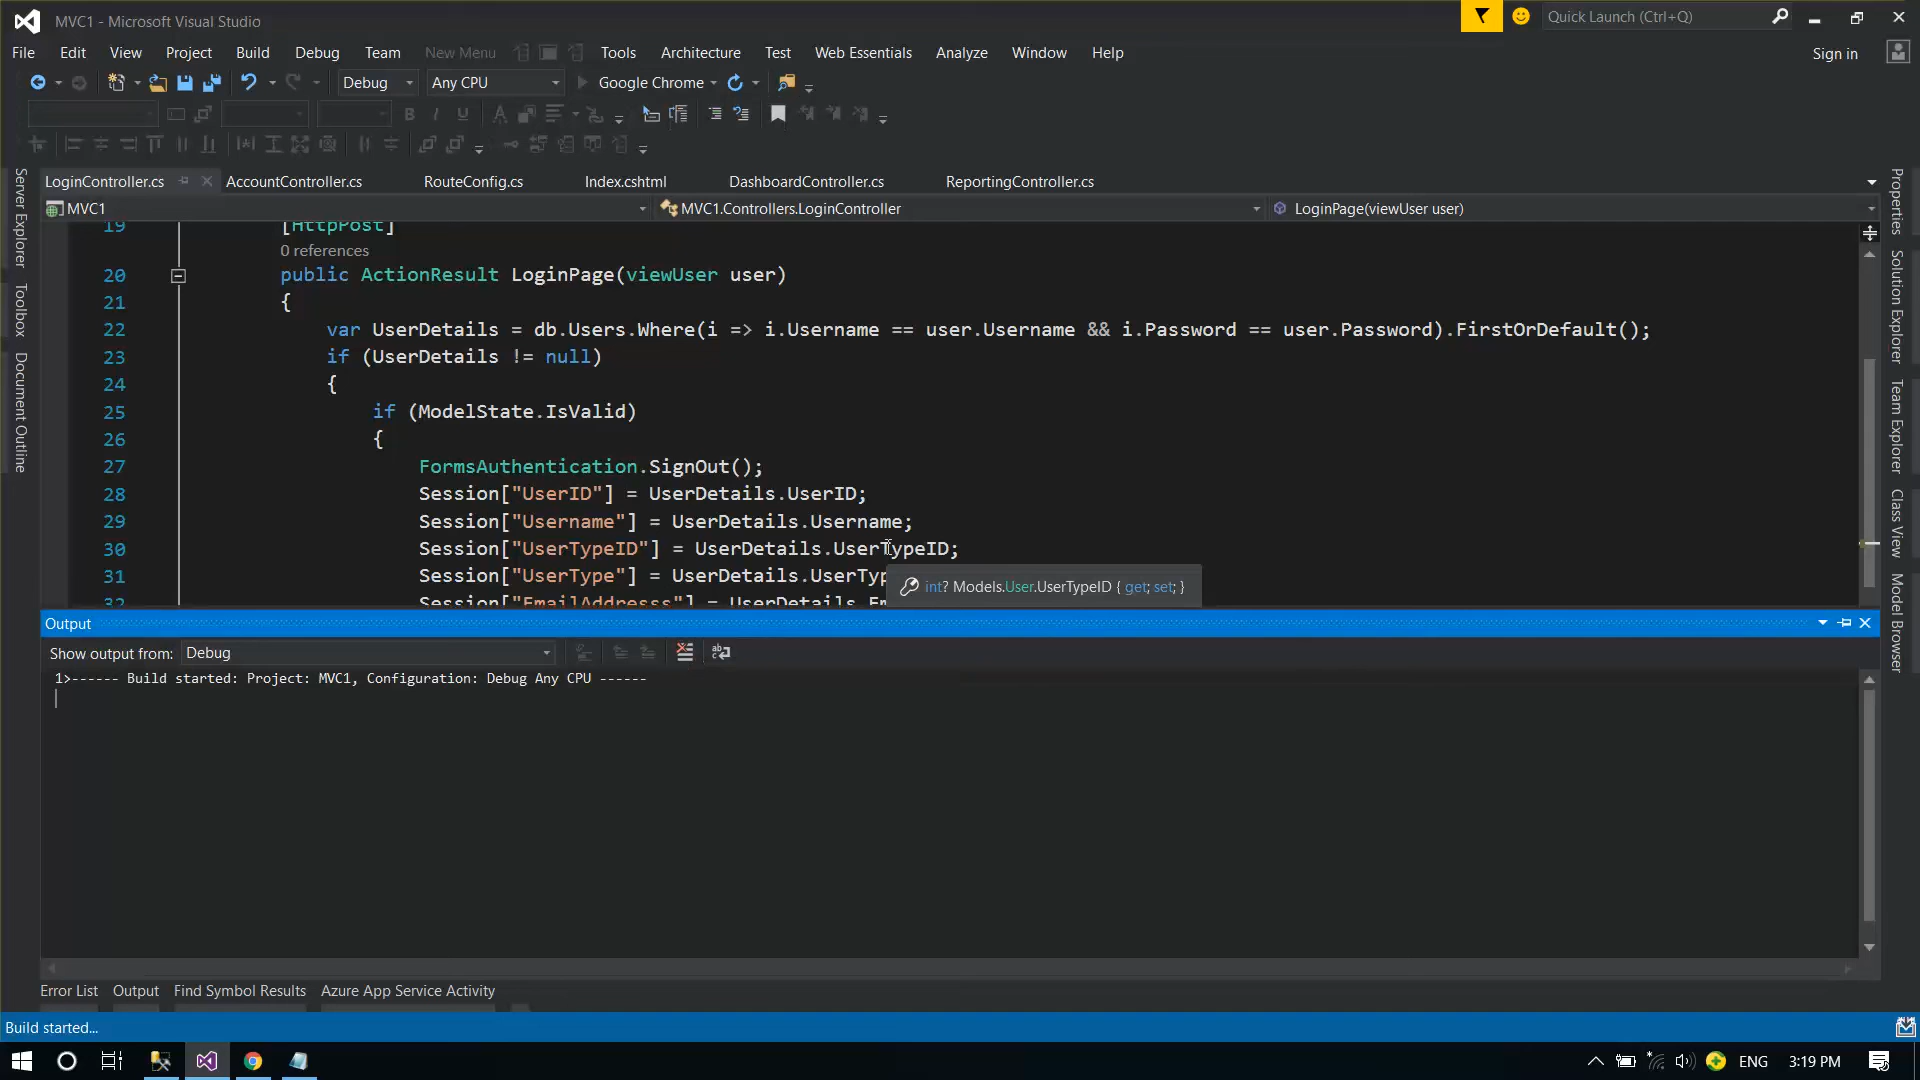 MVC1 - Microsoft Visual Studio
Quick Launch (Ctrl+Q)
File Edit View Project Build Debug Team New Menu Tools Architecture Test Web Essentials Analyze Window Help
Sign in
Debug Any CPU Google Chrome
B I U
LoginController.cs AccountController.cs RouteConfig.cs Index.cshtml DashboardController.cs ReportingController.cs
MVC1 MVC1.Controllers.LoginController LoginPage(viewUser user)
Server Explorer
Toolbox
Document Outline
19 [HttpPost]
0 references
20 public ActionResult LoginPage(viewUser user)
21 {
22 var UserDetails = db.Users.Where(i => i.Username == user.Username && i.Password == user.Password).FirstOrDefault();
23 if (UserDetails != null)
24 {
25 if (ModelState.IsValid)
26 {
27 FormsAuthentication.SignOut();
28 Session["UserID"] = UserDetails.UserID;
29 Session["Username"] = UserDetails.Username;
30 Session["UserTypeID"] = UserDetails.UserTypeID;
31 Session["UserType"] = UserDetails.UserTyp
int? Models.User.UserTypeID { get; set; }
32 Session["EmailAddresss"] = UserDetails.Em
Properties
Solution Explorer
Team Explorer
Class View
Model Browser
Output
Show output from: Debug
1>------ Build started: Project: MVC1, Configuration: Debug Any CPU ------
Error List Output Find Symbol Results Azure App Service Activity
Build started...
ENG 3:19 PM